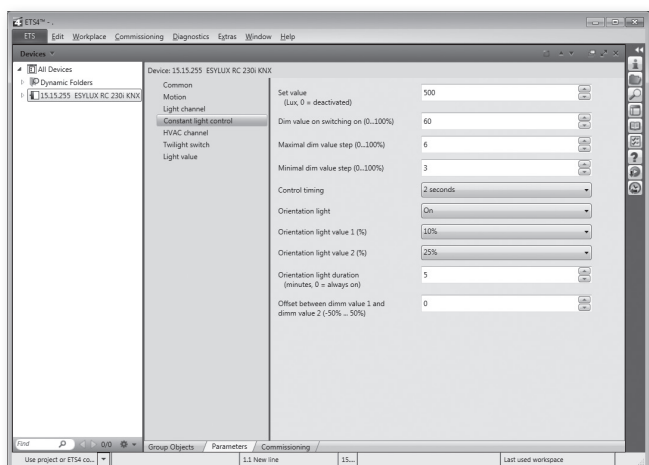 ETS4™ - .
ETS Edit Workplace Commissioning Diagnostics Extras Window Help
Devices
All Devices
Dynamic Folders
15.15.255 ESYLUX RC 230i KNX
Device: 15.15.255 ESYLUX RC 230i KNX
Common
Motion
Light channel
Constant light control
HVAC channel
Twilight switch
Light value
Set value
(Lux, 0 = deactivated)
500
Dim value on switching on (0...100%)
60
Maximal dim value step (0..100%)
6
Minimal dim value step (0..100%)
3
Control timing
2 seconds
Orientation light
On
Orientation light value 1 (%)
10%
Orientation light value 2 (%)
25%
Orientation light duration
(minutes, 0 = always on)
5
Offset between dimm value 1 and
dimm value 2 (-50% ... 50%)
0
Find 0/0
Group Objects Parameters Commissioning
Use project or ETS4 co... 1.1 New line 15.... Last used workspace